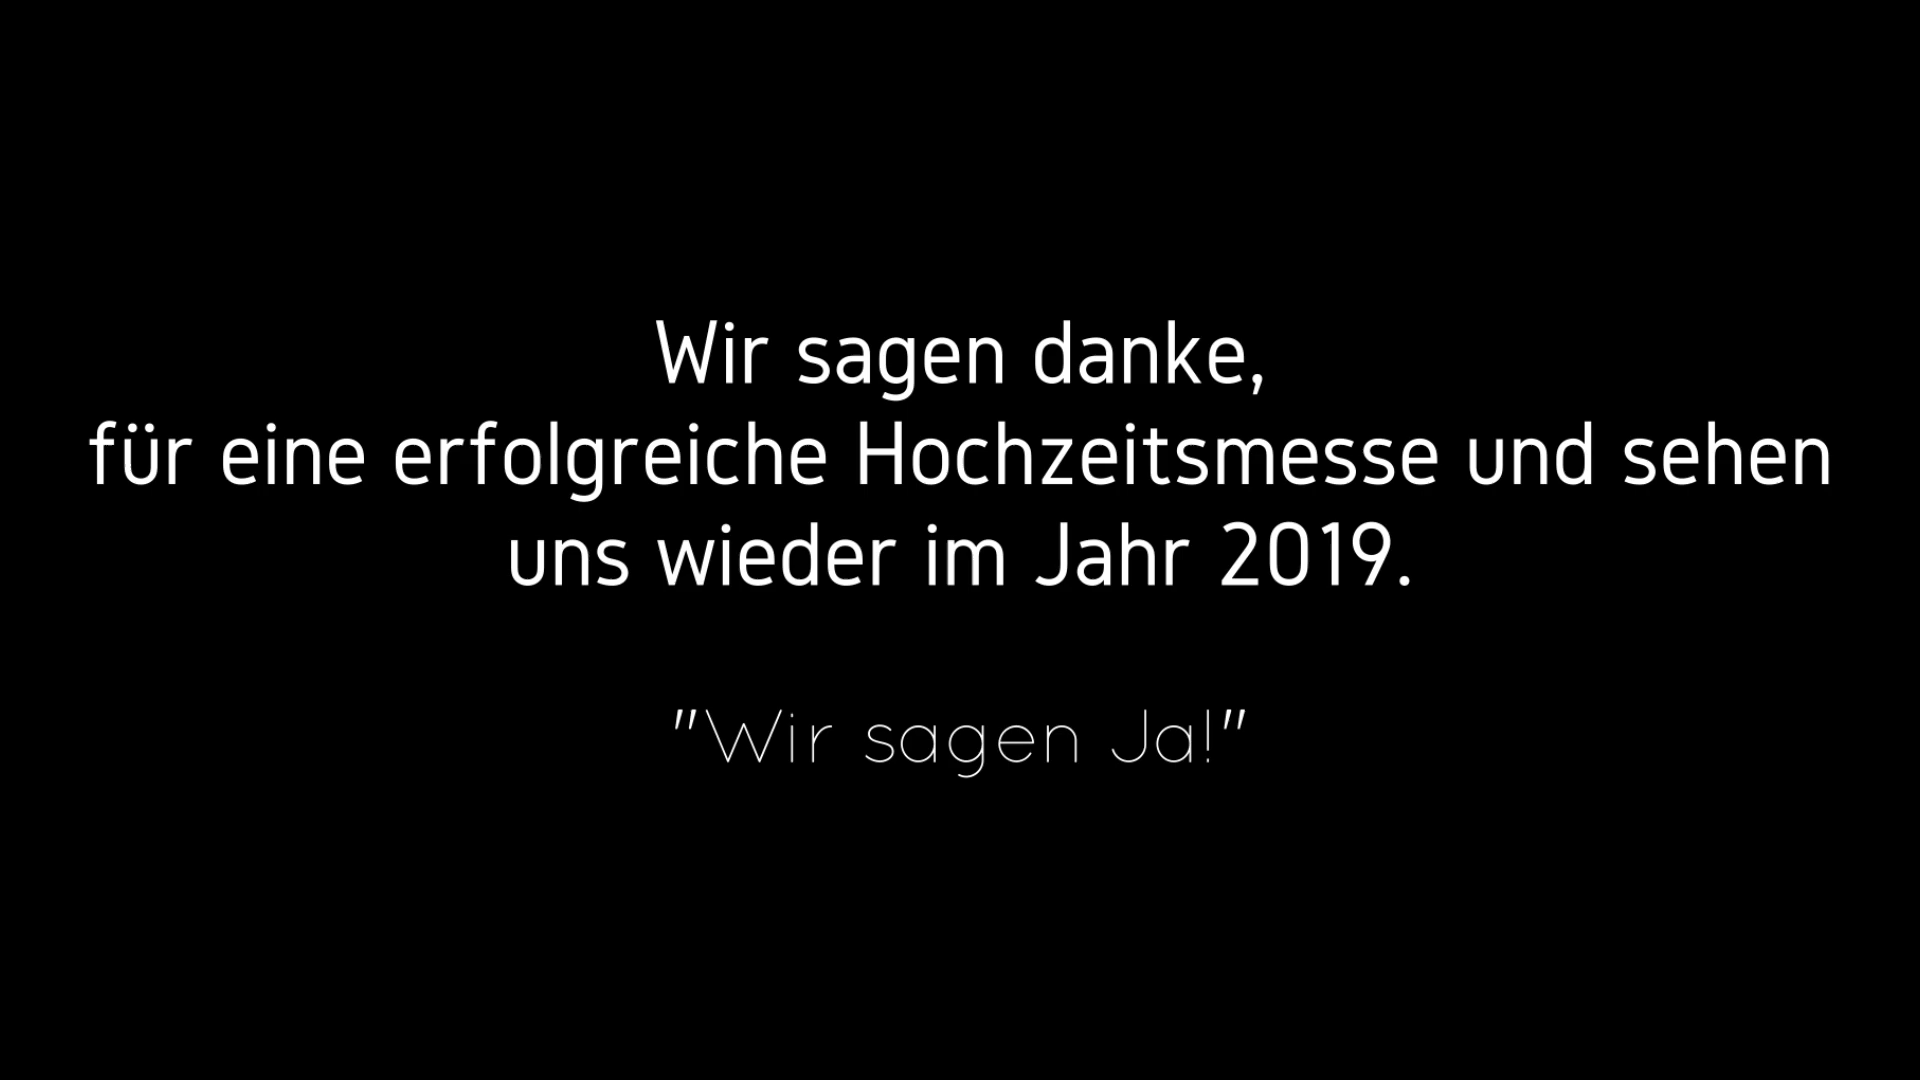 Wir sagen danke,
für eine erfolgreiche Hochzeitsmesse und sehen
uns wieder im Jahr 2019.
"Wir sagen Ja!"